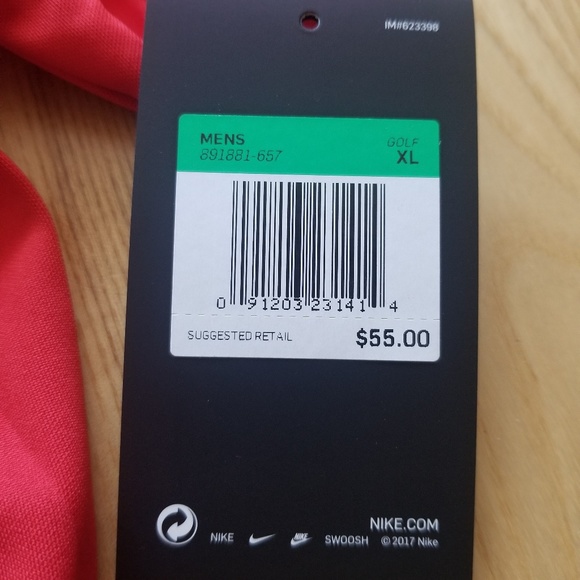 IM#623398
MENS GOLF
891881-657 XL
0 91203 23141 4
SUGGESTED RETAIL $55.00
NIKE.COM
NIKE NIKE SWOOSH © 2017 Nike